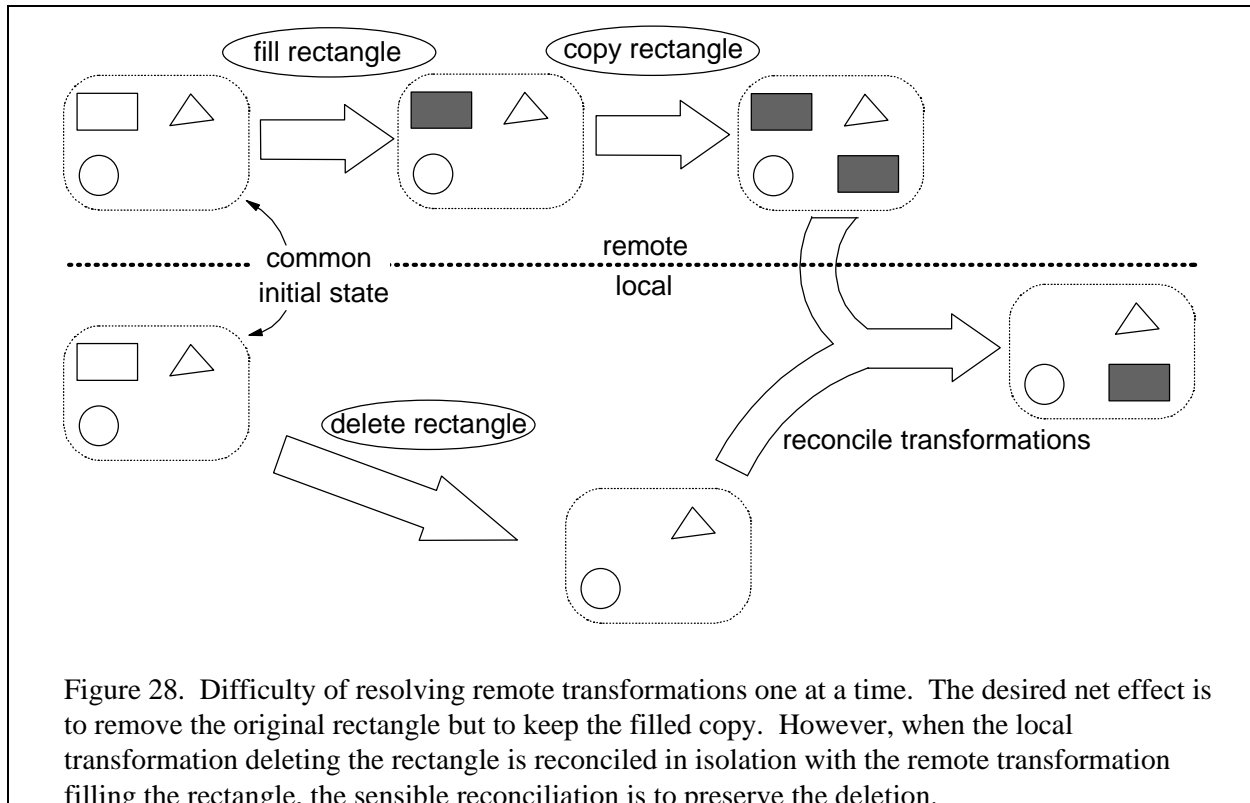 fill rectangle
copy rectangle
common
initial state
remote
local
delete rectangle
reconcile transformations
Figure 28. Difficulty of resolving remote transformations one at a time. The desired net effect is
to remove the original rectangle but to keep the filled copy. However, when the local
transformation deleting the rectangle is reconciled in isolation with the remote transformation
filling the rectangle, the sensible reconciliation is to preserve the deletion.